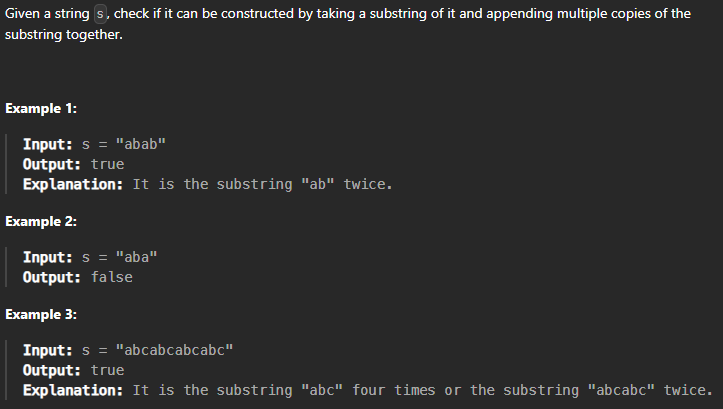 Given a string s, check if it can be constructed by taking a substring of it and appending multiple copies of the
substring together.
Example 1:
Input: s = "abab"
Output: true
Explanation: It is the substring "ab" twice.
Example 2:
Input: s = "aba"
Output: false
Example 3:
Input: s = "abcabcabcabc"
Output: true
Explanation: It is the substring "abc" four times or the substring "abcabc" twice.